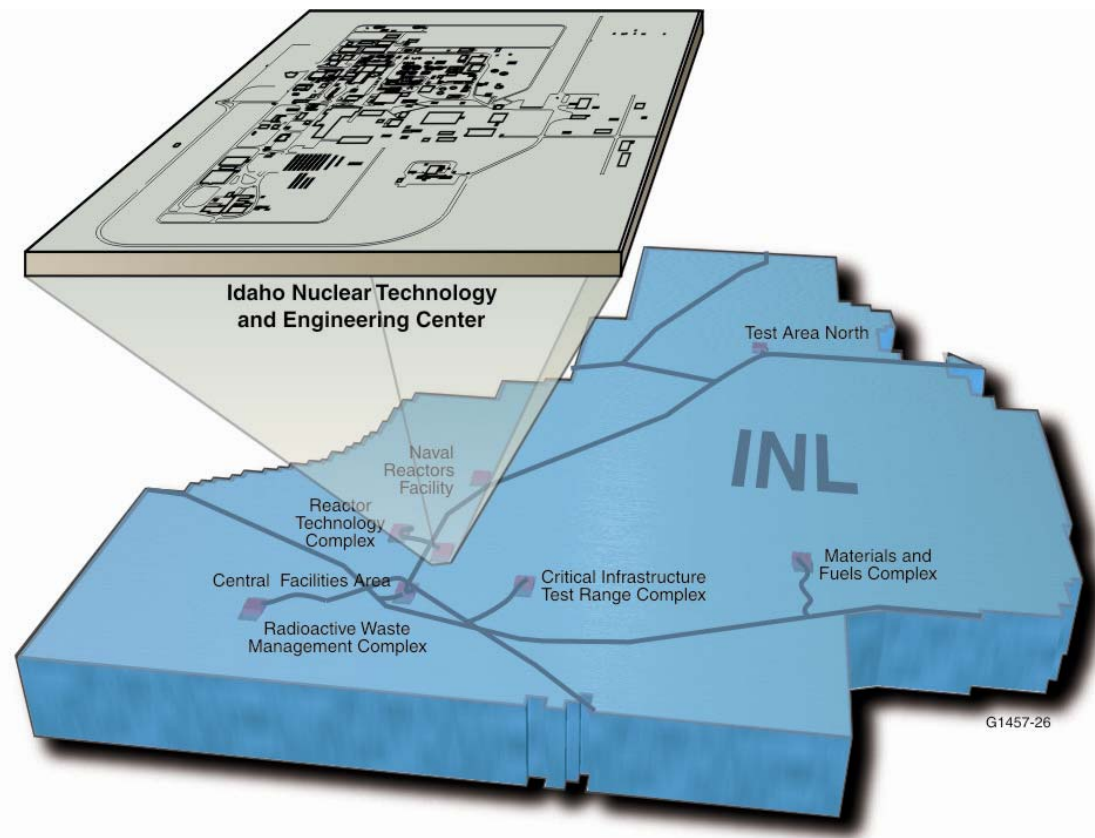 Idaho Nuclear Technology
and Engineering Center
Test Area North
INL
Naval
Reactors
Facility
Reactor
Technology
Complex
Central Facilities Area
Critical Infrastructure
Test Range Complex
Materials and
Fuels Complex
Radioactive Waste
Management Complex
G1457-26